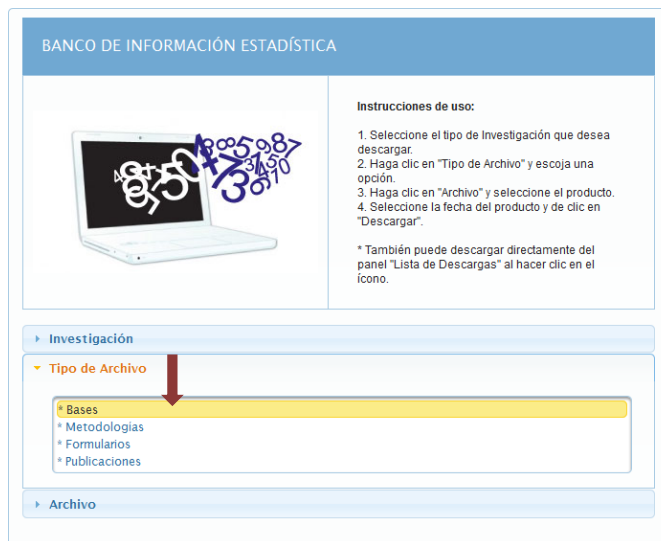 BANCO DE INFORMACIÓN ESTADÍSTICA
Instrucciones de uso:
1. Seleccione el tipo de Investigación que desea
descargar.
2. Haga clic en "Tipo de Archivo" y escoja una
opción.
3. Haga clic en "Archivo" y seleccione el producto.
4. Seleccione la fecha del producto y de clic en
"Descargar".
* También puede descargar directamente del
panel "Lista de Descargas" al hacer clic en el
ícono.
Investigación
Tipo de Archivo
* Bases
* Metodologias
* Formularios
* Publicaciones
Archivo